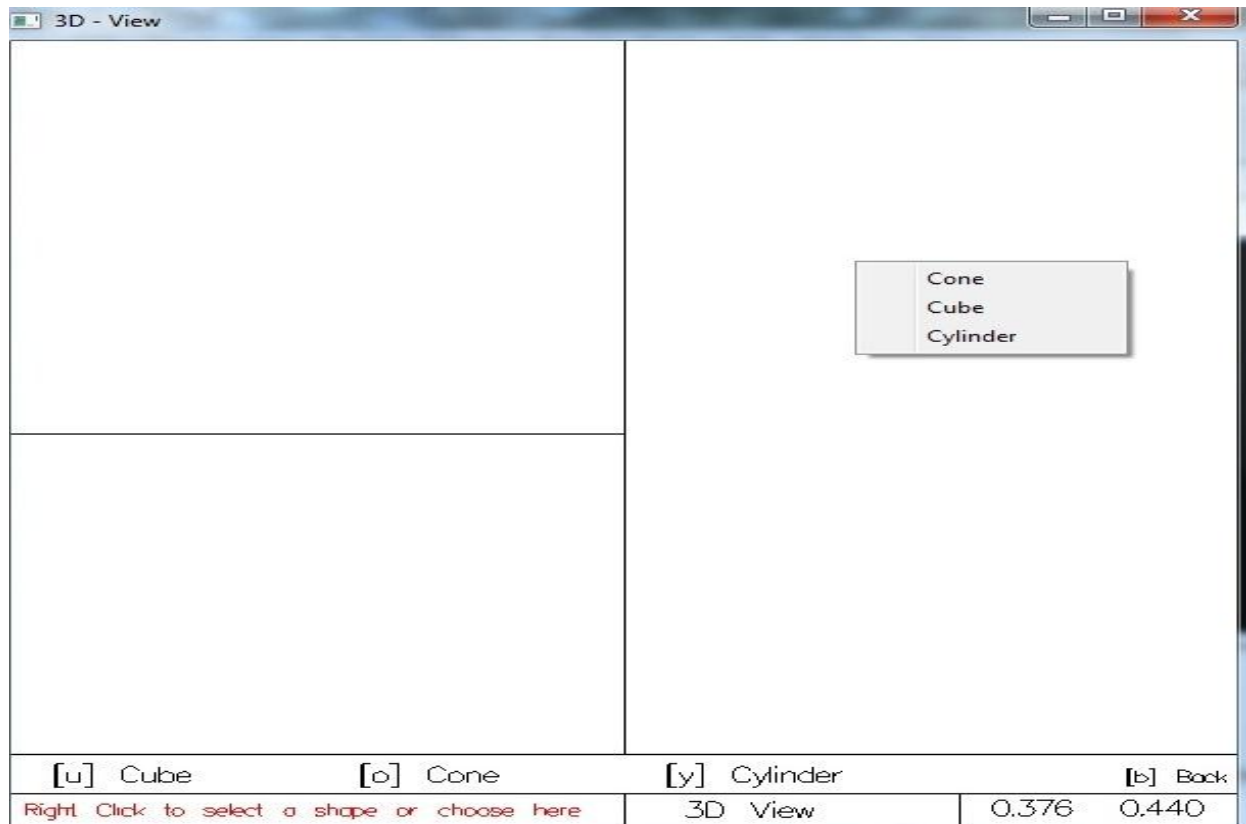 3D - View
Cone
Cube
Cylinder
[u] Cube [o] Cone [y] Cylinder [b] Back
Right Click to select a shape or choose here 3D View 0.376 0.440